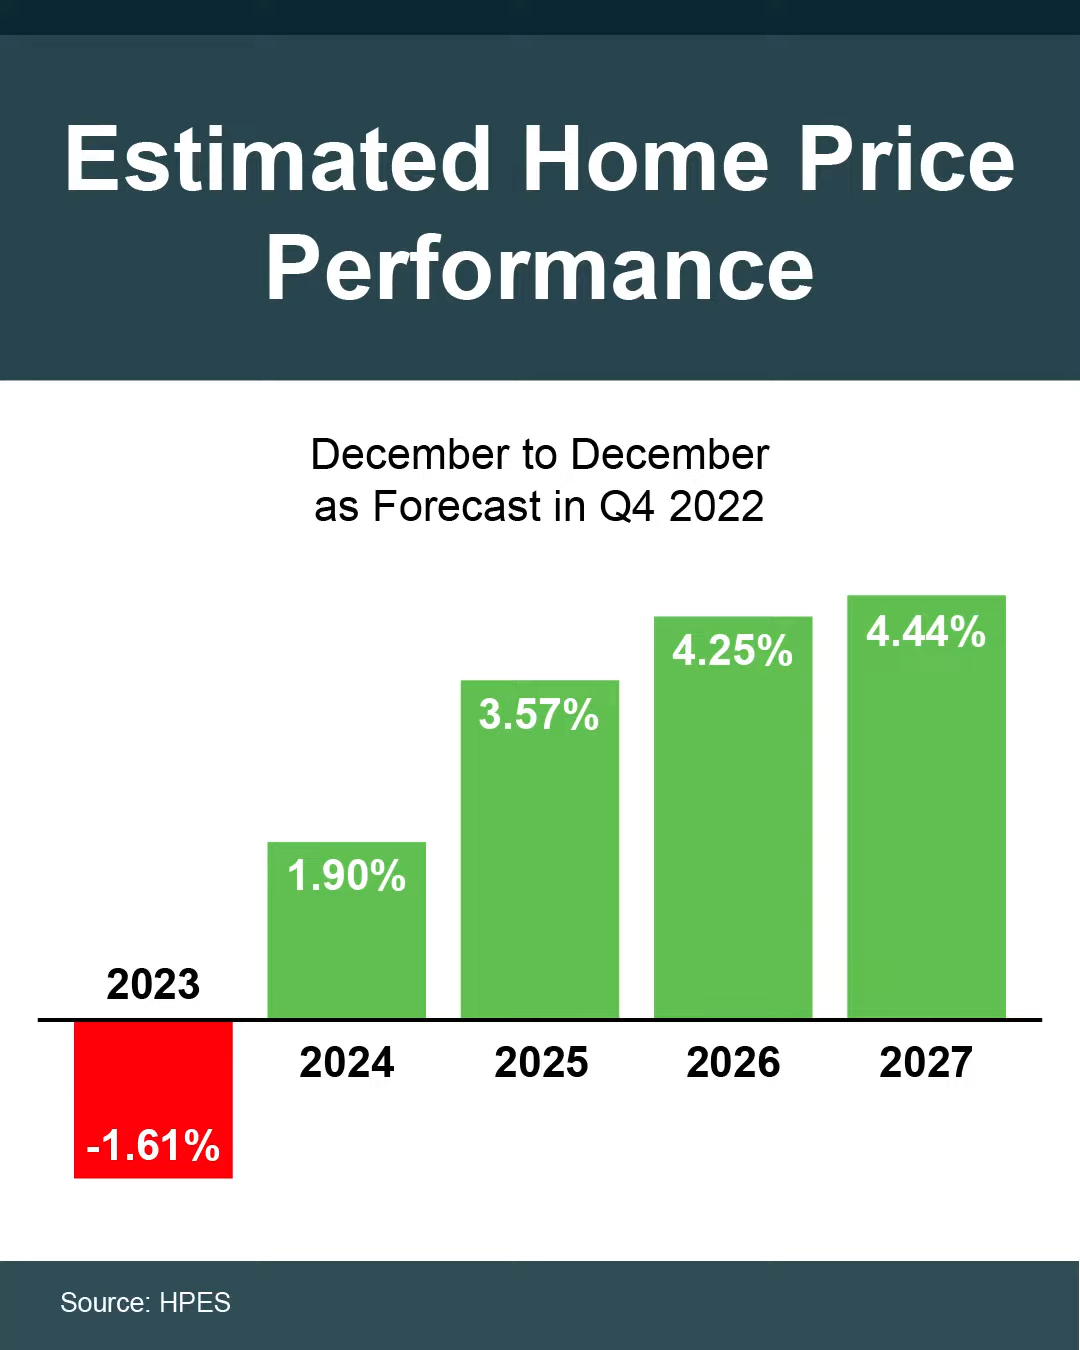 Estimated Home Price
Performance
December to December
as Forecast in Q4 2022
4.44%
4.25%
3.57%
1.90%
2023
2024
2025
2026
2027
-1.61%
Source: HPES